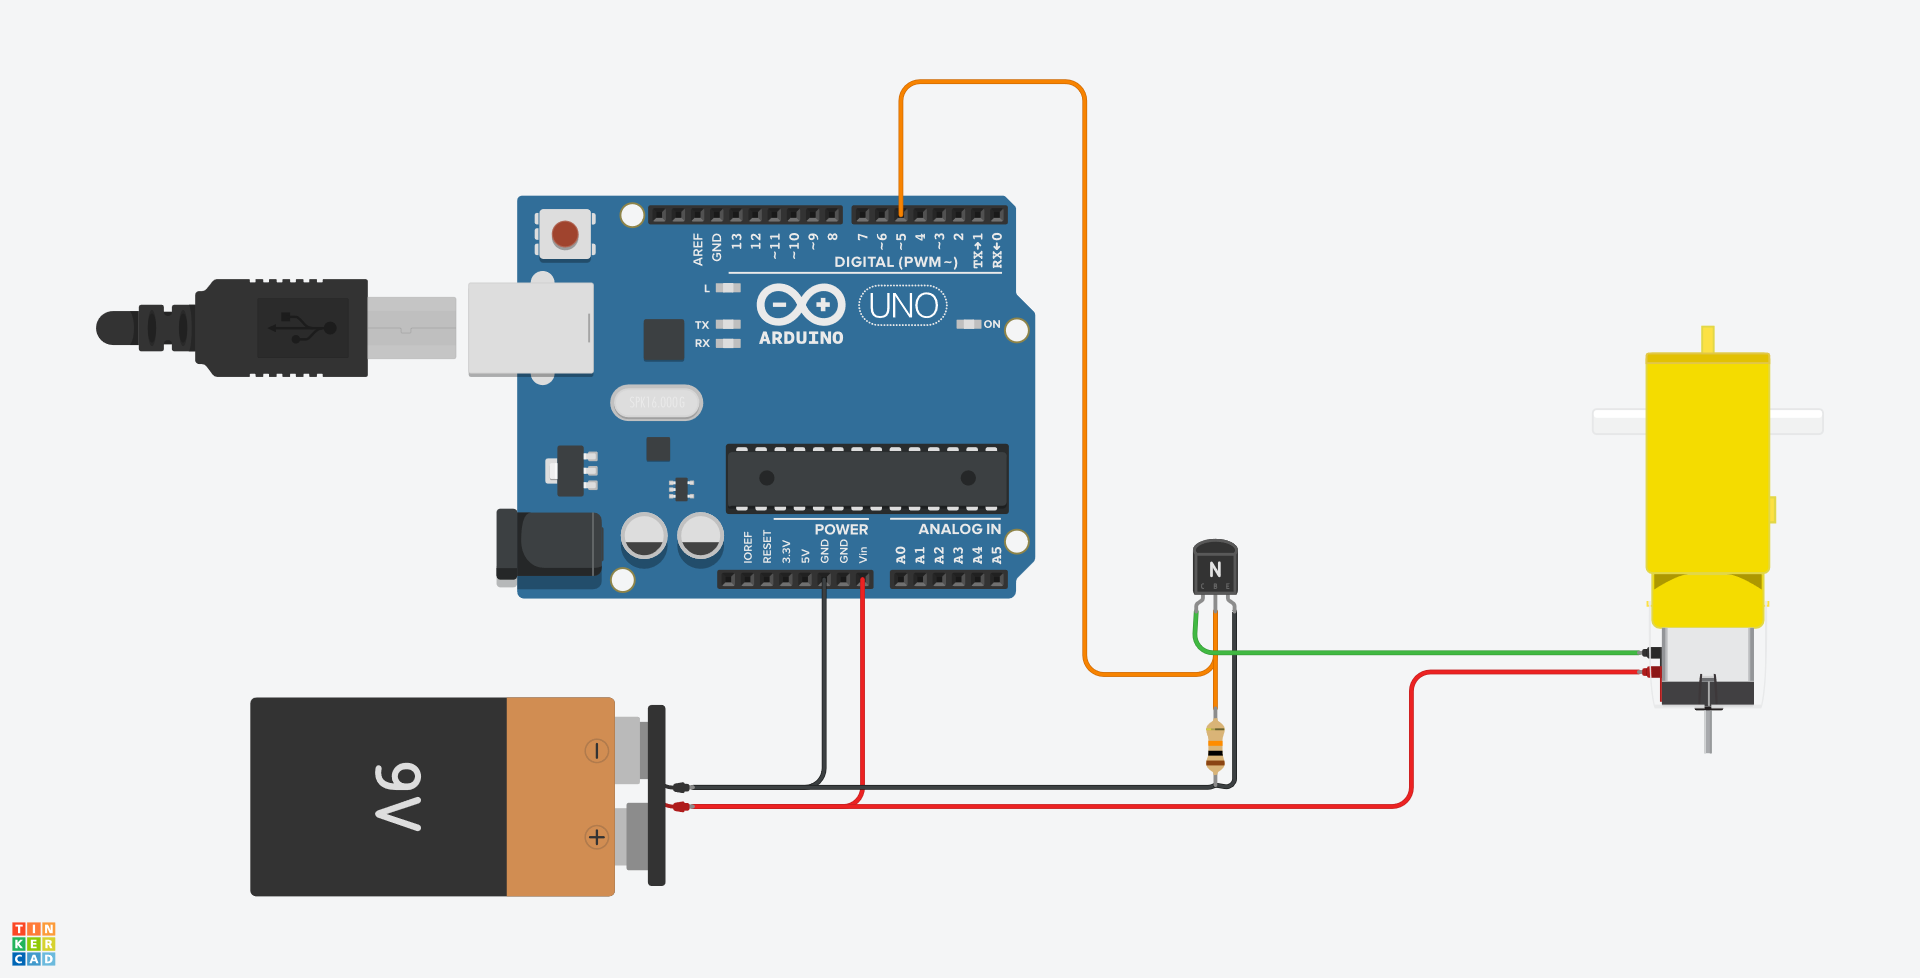 AREF
GND
13
12
~11
~10
~9
8
7
~6
~5
4
~3
2
TX→1
RX←0
DIGITAL (PWM~)
L
TX
RX
UNO
ON
ARDUINO
SPK16.000G
POWER
ANALOG IN
IOREF
RESET
3.3V
5V
GND
GND
Vin
A0
A1
A2
A3
A4
A5
N
C B E
9V
TIN
KER
CAD